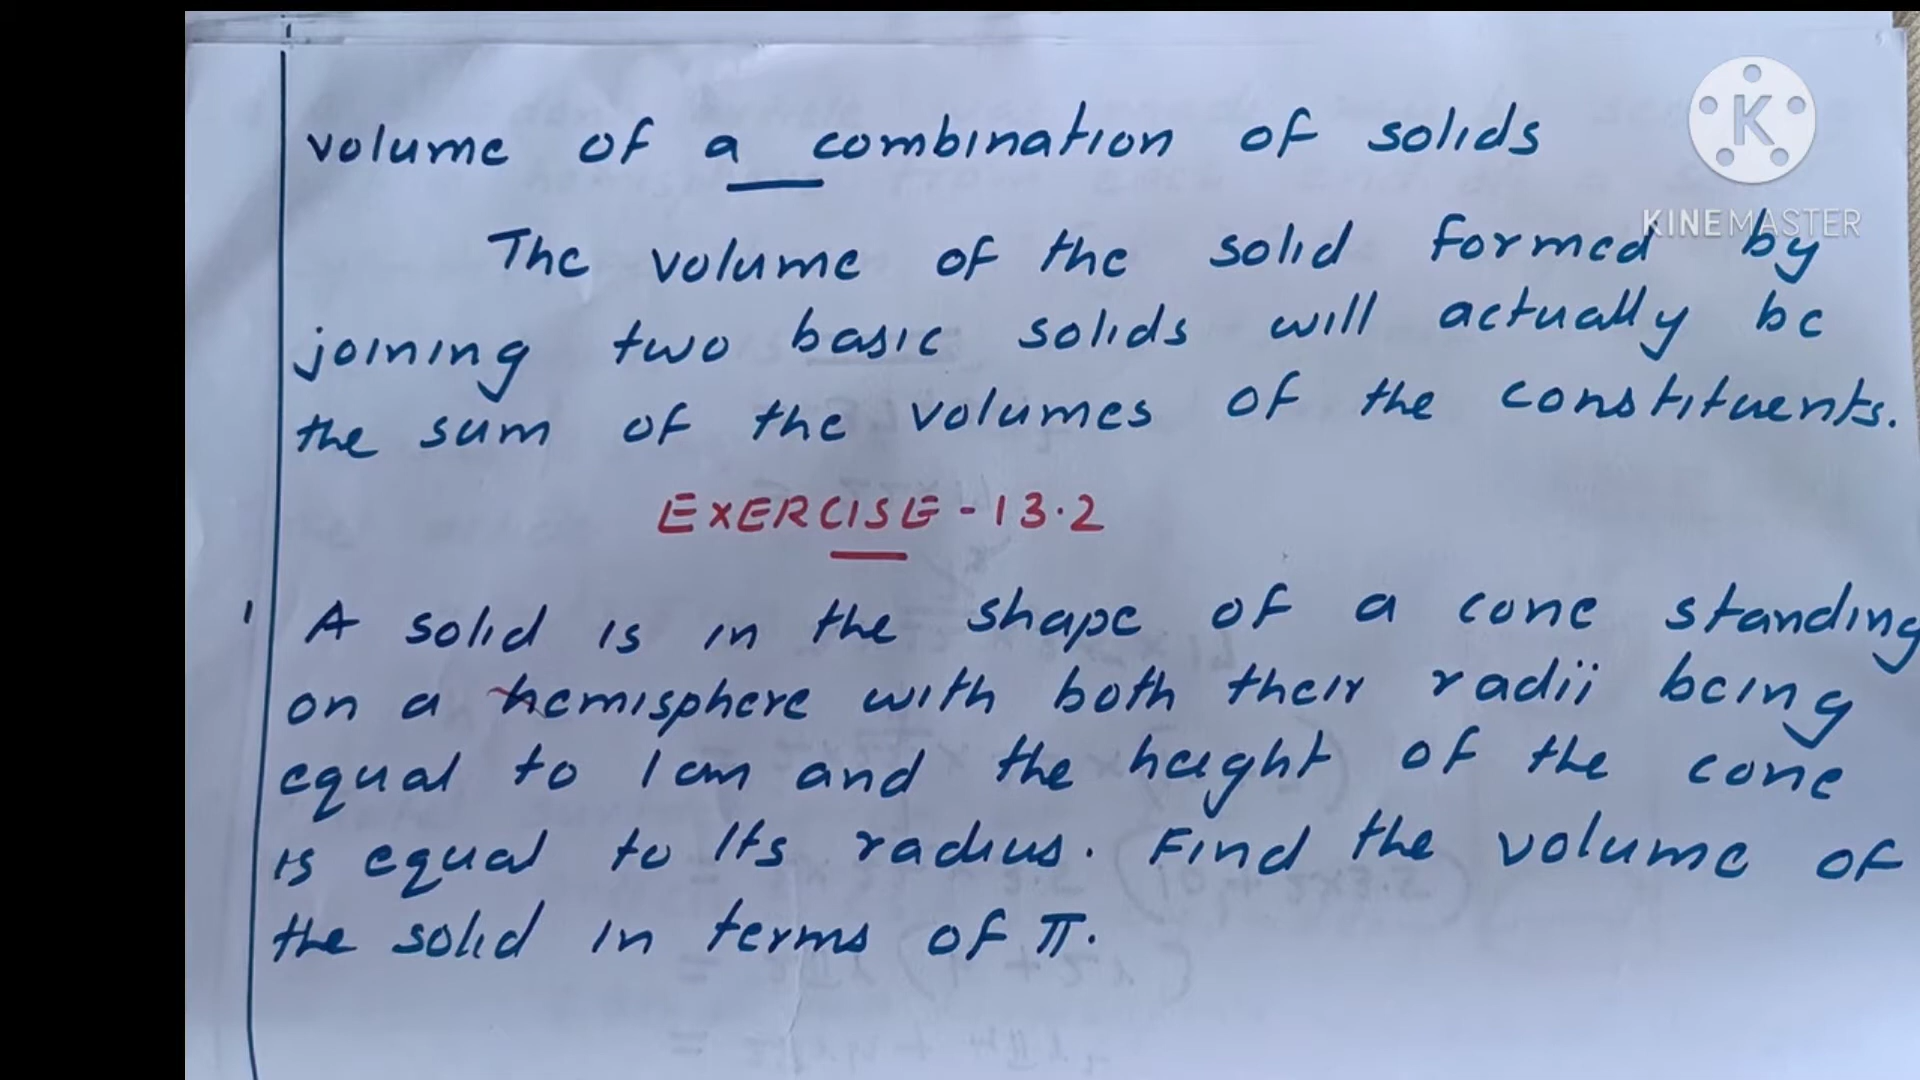 volume of a combination of solids
The volume of the solid formed by
joining two basic solids will actually be
the sum of the volumes of the constituents.
EXERCISE - 13.2
1 A solid is in the shape of a cone standing
on a hemisphere with both their radii being
equal to 1 cm and the height of the cone
is equal to Its radius. Find the volume of
the solid in terms of π.
K
KINEMASTER